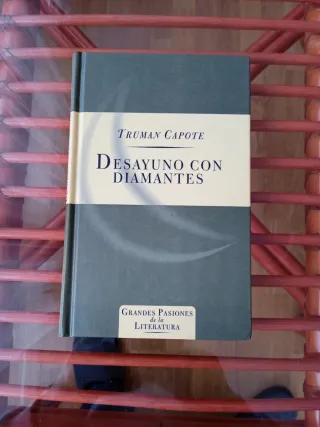 TRUMAN CAPOTE
DESAYUNO CON
DIAMANTES
GRANDES PASIONES
de la
LITERATURA